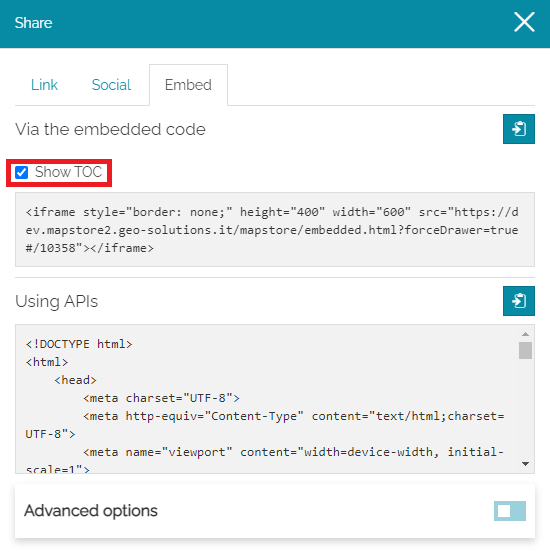 Share
Link Social Embed
Via the embedded code
Show TOC
<iframe style="border: none;" height="400" width="600" src="https://d
ev.mapstore2.geo-solutions.it/mapstore/embedded.html?forceDrawer=true
#/10358"></iframe>
Using APIs
<!DOCTYPE html>
<html>
<head>
<meta charset="UTF-8">
<meta http-equiv="Content-Type" content="text/html;charset=
UTF-8">
<meta name="viewport" content="width=device-width, initial-
scale=1">
Advanced options